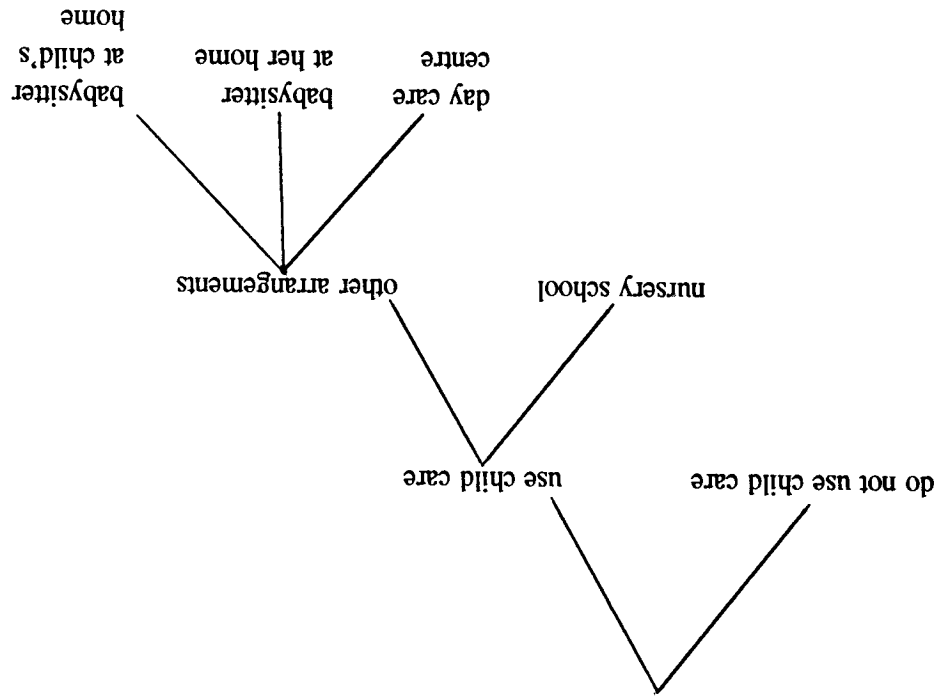 do not use child care
use child care
nursery school
other arrangements
day care
centre
babysitter
at her home
babysitter
at child's
home